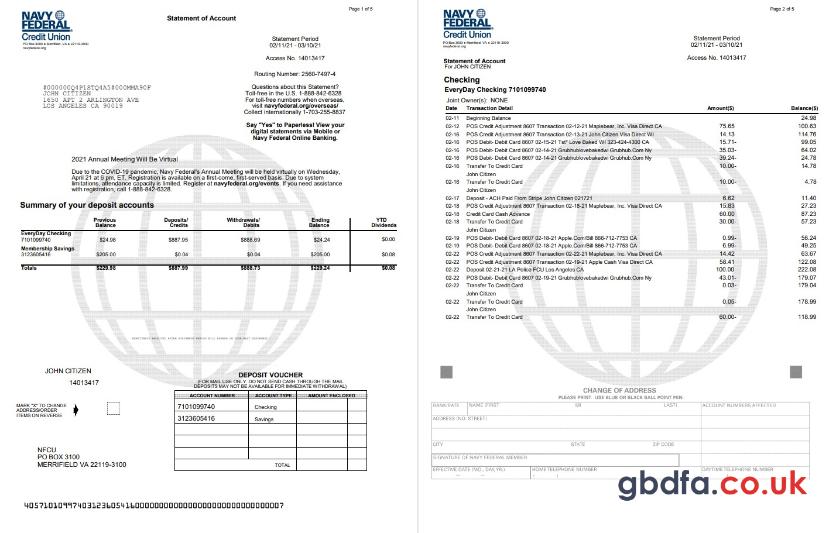 Page 1 of 5
NAVY
FEDERAL
Credit Union
PO Box 3000 • Merrifield, VA • 22119-3000
navyfederal.org
Statement of Account
Statement Period
02/11/21 - 03/10/21
Access No. 14013417
Routing Number: 2560-7497-4
#000000Q4P1STQ4A5#000MMA9OF
JOHN CITIZEN
1650 APT 2 ARLINGTON AVE
LOS ANGELES CA 90019
Questions about this Statement?
Toll-free in the U.S. 1-888-842-6328
For toll-free numbers when overseas,
visit navyfederal.org/overseas/
Collect internationally 1-703-255-8837
Say "Yes" to Paperless! View your
digital statements via Mobile or
Navy Federal Online Banking.
2021 Annual Meeting Will Be Virtual
Due to the COVID-19 pandemic, Navy Federal's Annual Meeting will be held virtually on Wednesday,
April 21 at 5 pm, ET. Registration is available on a first-come, first-served basis. Due to system
limitations, attendance capacity is limited. Register at navyfederal.org/events. If you need assistance
with registration, call 1-888-842-6328.
Summary of your deposit accounts
Previous Balance Deposits/ Credits Withdrawals/ Debits Ending Balance YTD Dividends
EveryDay Checking
7101099740 $24.98 $887.95 $888.69 $24.24 $0.00
Membership Savings
3123605416 $205.00 $0.04 $0.04 $205.00 $0.08
Totals $229.98 $887.99 $888.73 $229.24 $0.08
JOHN CITIZEN
14013417
DEPOSIT VOUCHER
(FOR MAIL USE ONLY. DO NOT SEND CASH THROUGH THE MAIL
DEPOSITS MAY NOT BE AVAILABLE FOR IMMEDIATE WITHDRAWAL)
MARK "X" TO CHANGE
ADDRESS/ORDER
ITEMS ON REVERSE
ACCOUNT NUMBER ACCOUNT TYPE AMOUNT ENCLOSED
7101099740 Checking
3123605416 Savings
TOTAL
NFCU
PO BOX 3100
MERRIFIELD VA 22119-3100
Page 2 of 5
NAVY
FEDERAL
Credit Union
PO Box 3000 • Merrifield, VA • 22119-3000
navyfederal.org
Statement Period
02/11/21 - 03/10/21
Access No. 14013417
Statement of Account
For JOHN CITIZEN
Checking
EveryDay Checking 7101099740
Joint Owner(s): NONE
Date Transaction Detail Amount($) Balance($)
02-11 Beginning Balance 24.98
02-12 POS Credit Adjustment 8607 Transaction 02-12-21 Maplebear, Inc. Visa Direct CA 75.65 100.63
02-16 POS Credit Adjustment 8607 Transaction 02-13-21 John Citizen Visa Direct WI 14.13 114.76
02-16 POS Debit- Debit Card 8607 02-15-21 Tst* Love Baked Wi 323-424-4300 CA 15.71- 99.05
02-16 POS Debit- Debit Card 8607 02-14-21 Grubhublovebakedwi Grubhub.Com Ny 35.03- 64.02
02-16 POS Debit- Debit Card 8607 02-14-21 Grubhublovebakedwi Grubhub.Com Ny 39.24- 24.78
02-16 Transfer To Credit Card 10.00- 14.78
John Citizen
02-16 Transfer To Credit Card 10.00- 4.78
John Citizen
02-17 Deposit - ACH Paid From Stripe John Citizen 021721 6.62 11.40
02-18 POS Credit Adjustment 8607 Transaction 02-18-21 Maplebear, Inc. Visa Direct CA 15.83 27.23
02-18 Credit Card Cash Advance 60.00 87.23
02-18 Transfer To Credit Card 30.00- 57.23
John Citizen
02-19 POS Debit- Debit Card 8607 02-18-21 Apple.Com/Bill 866-712-7753 CA 0.99- 56.24
02-19 POS Debit- Debit Card 8607 02-18-21 Apple.Com/Bill 866-712-7753 CA 6.99- 49.25
02-22 POS Credit Adjustment 8607 Transaction 02-22-21 Maplebear, Inc. Visa Direct CA 14.42 63.67
02-22 POS Credit Adjustment 8607 Transaction 02-19-21 Apple Cash Visa Direct CA 58.41 122.08
02-22 Deposit 02-21-21 LA Police FCU Los Angeles CA 100.00 222.08
02-22 POS Debit- Debit Card 8607 02-19-21 Grubhublovebakedwi Grubhub.Com Ny 43.01- 179.07
02-22 Transfer To Credit Card 0.03- 179.04
John Citizen
02-22 Transfer To Credit Card 0.05- 178.99
John Citizen
02-22 Transfer To Credit Card 60.00- 118.99
CHANGE OF ADDRESS
PLEASE PRINT. USE BLUE OR BLACK BALL POINT PEN.
RANK/RATE NAME (FIRST MI LAST) ACCOUNT NUMBERS AFFECTED
ADDRESS (NO. STREET)
CITY STATE ZIP CODE
SIGNATURE OF NAVY FEDERAL MEMBER
EFFECTIVE DATE (MO., DAY, YR.) HOME TELEPHONE NUMBER DAYTIME TELEPHONE NUMBER
gbdfa.co.uk